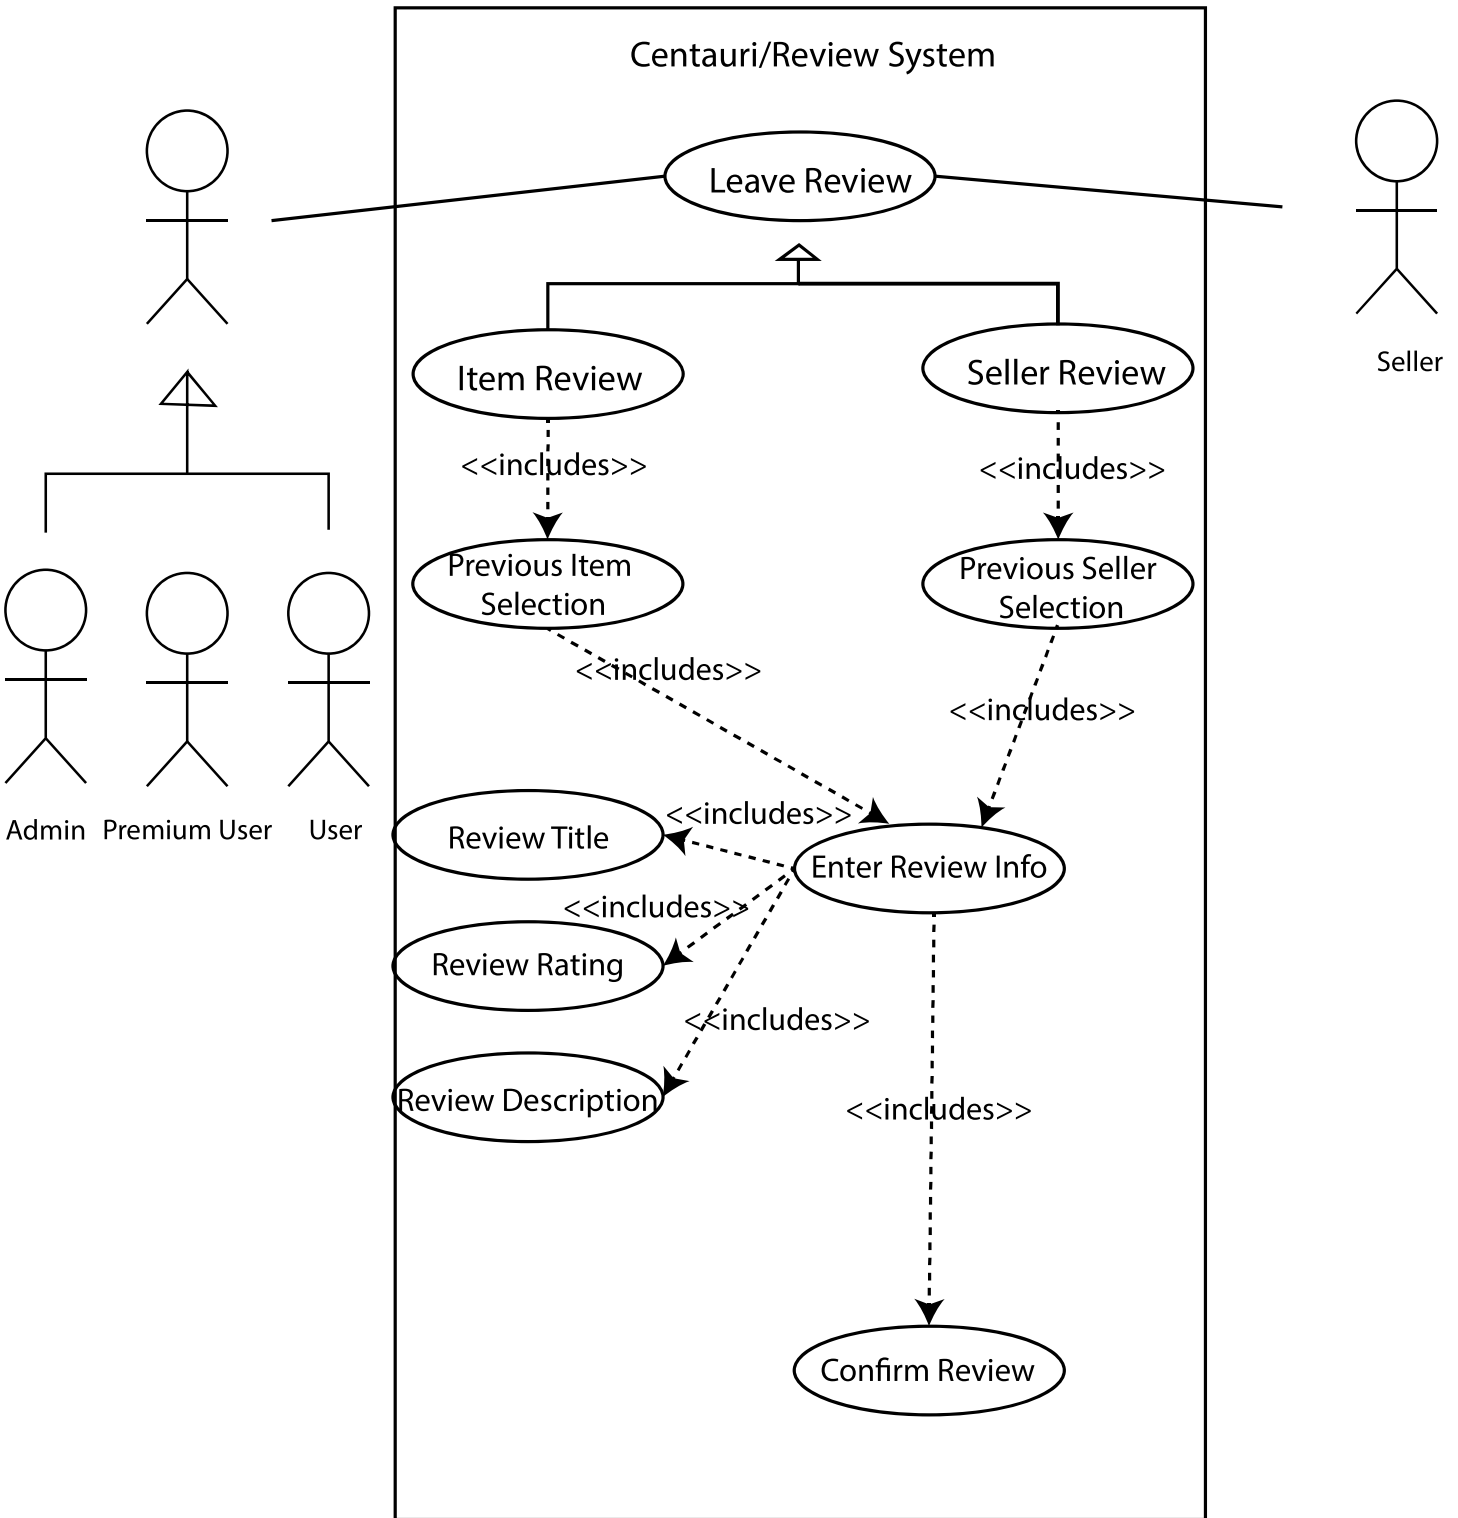 Centauri/Review System
Leave Review
Item Review
Seller Review
Seller
<<includes>>
<<includes>>
Previous Item
Selection
Previous Seller
Selection
<<includes>>
<<includes>>
Admin
Premium User
User
<<includes>>
Review Title
Enter Review Info
<<includes>>
Review Rating
<<includes>>
Review Description
<<includes>>
Confirm Review